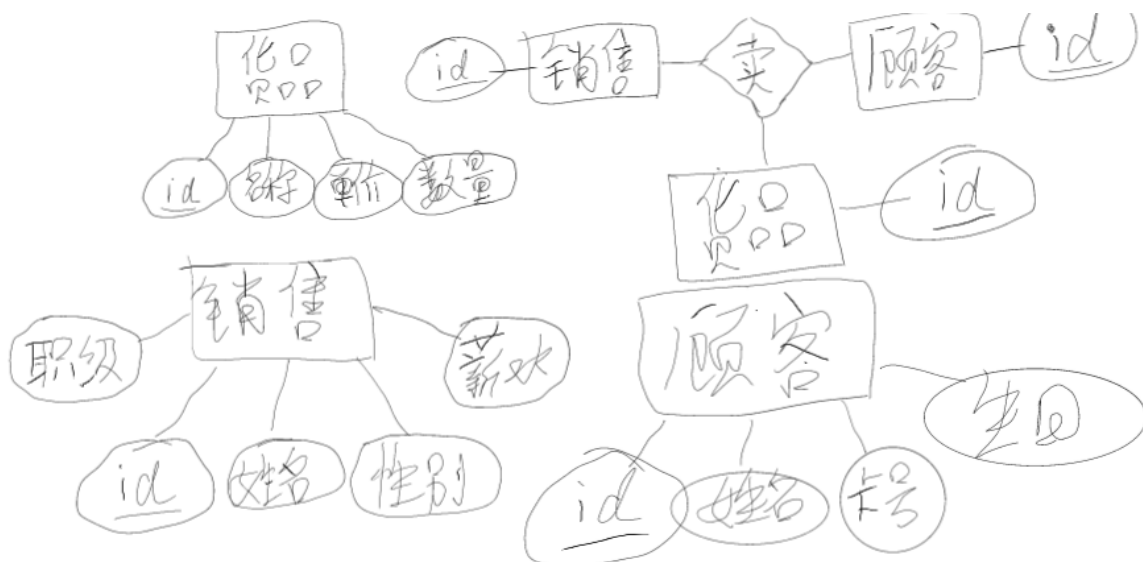 货品
id 名称 单价 数量
id 销售 卖 顾客 id
货品 id
销售
职级 薪水
id 姓名 性别
顾客
生日
id 姓名 卡号